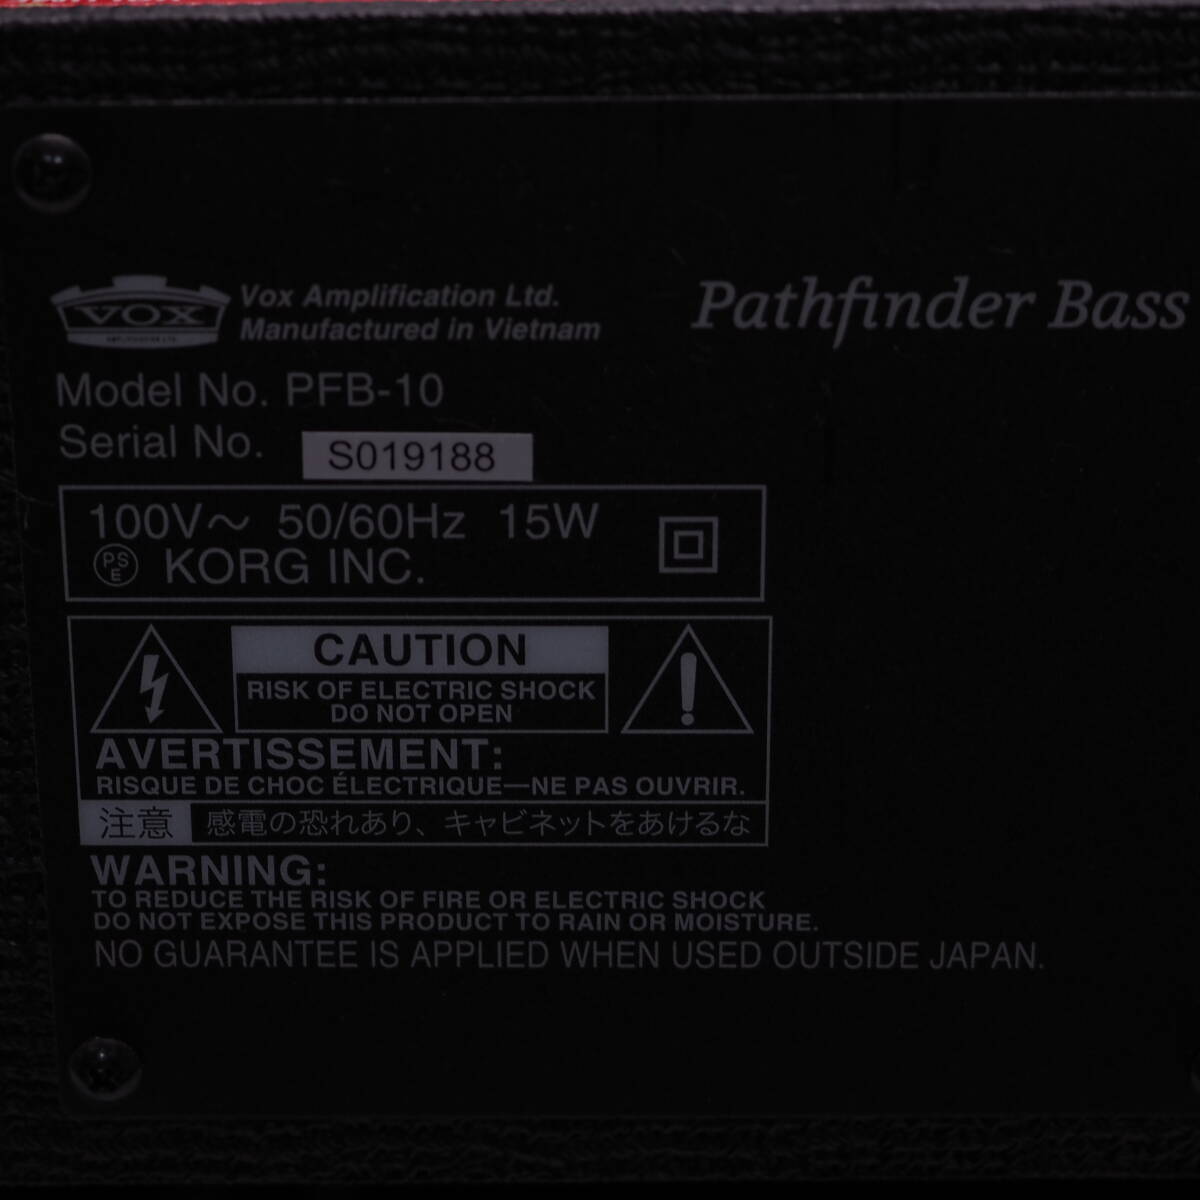 VOX
AMPLIFICATION LTD.
Vox Amplification Ltd.
Manufactured in Vietnam
Pathfinder Bass
Model No. PFB-10
Serial No. S019188
100V～ 50/60Hz 15W
PSE KORG INC.
CAUTION
RISK OF ELECTRIC SHOCK
DO NOT OPEN
AVERTISSEMENT:
RISQUE DE CHOC ÉLECTRIQUE—NE PAS OUVRIR.
注意 感電の恐れあり、キャビネットをあけるな
WARNING:
TO REDUCE THE RISK OF FIRE OR ELECTRIC SHOCK
DO NOT EXPOSE THIS PRODUCT TO RAIN OR MOISTURE.
NO GUARANTEE IS APPLIED WHEN USED OUTSIDE JAPAN.